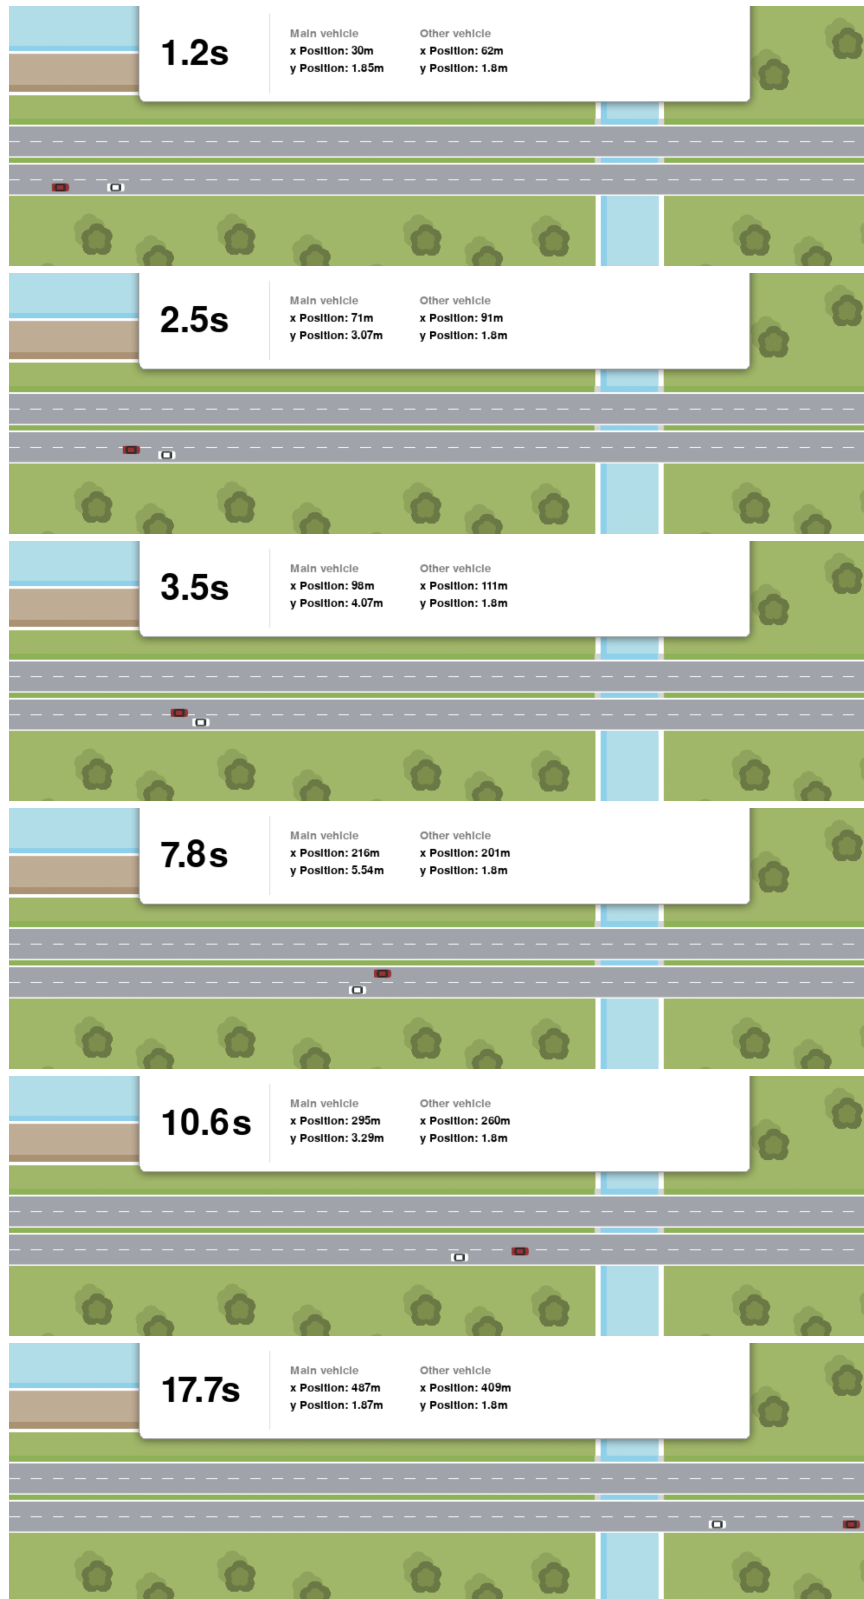 1.2s
Main vehicle Other vehicle
x Position: 30m x Position: 62m
y Position: 1.85m y Position: 1.8m
2.5s
Main vehicle Other vehicle
x Position: 71m x Position: 91m
y Position: 3.07m y Position: 1.8m
3.5s
Main vehicle Other vehicle
x Position: 98m x Position: 111m
y Position: 4.07m y Position: 1.8m
7.8s
Main vehicle Other vehicle
x Position: 216m x Position: 201m
y Position: 5.54m y Position: 1.8m
10.6s
Main vehicle Other vehicle
x Position: 295m x Position: 260m
y Position: 3.29m y Position: 1.8m
17.7s
Main vehicle Other vehicle
x Position: 487m x Position: 409m
y Position: 1.87m y Position: 1.8m